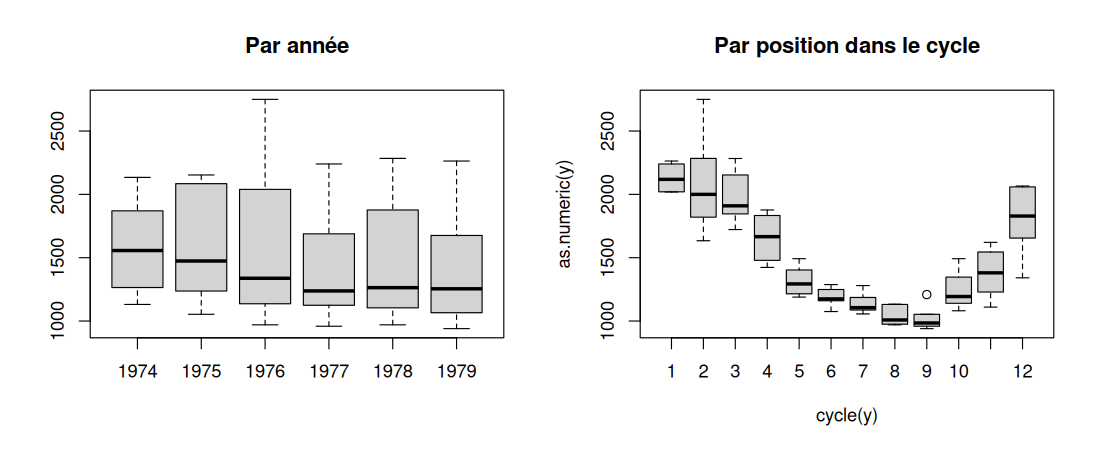 Par année
2500
2000
1500
1000
1974 1975 1976 1977 1978 1979
Par position dans le cycle
as.numeric(y)
2500
2000
1500
1000
1 2 3 4 5 6 7 8 9 10 12
cycle(y)